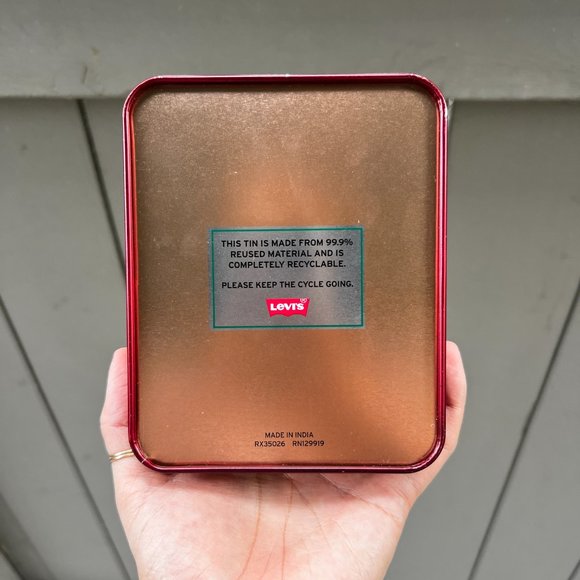 THIS TIN IS MADE FROM 99.9%
REUSED MATERIAL AND IS
COMPLETELY RECYCLABLE.
PLEASE KEEP THE CYCLE GOING.
LEVI'S®
MADE IN INDIA
RX35026 RN129919